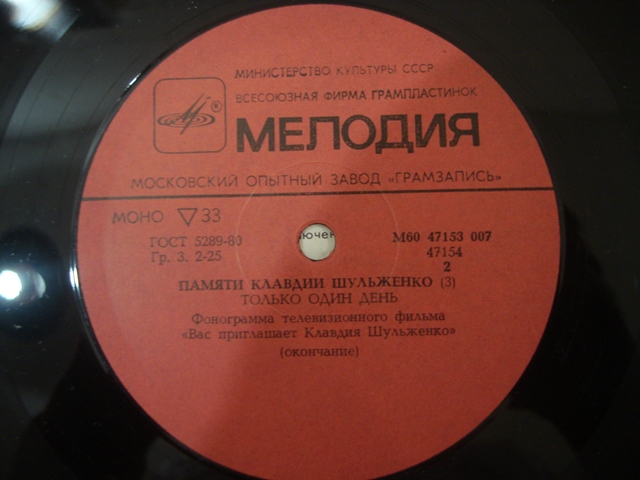 МИНИСТЕРСТВО КУЛЬТУРЫ СССР
ВСЕСОЮЗНАЯ ФИРМА ГРАМПЛАСТИНОК
®
МЕЛОДИЯ
МОСКОВСКИЙ ОПЫТНЫЙ ЗАВОД «ГРАМЗАПИСЬ»
МОНО 33
ГОСТ 5289-80
Гр. 3. 2-25
М60 47153 007
47154
2
ПАМЯТИ КЛАВДИИ ШУЛЬЖЕНКО (3)
ТОЛЬКО ОДИН ДЕНЬ
Фонограмма телевизионного фильма
«Вас приглашает Клавдия Шульженко»
(окончание)